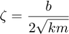 ζ = b / (2√(km))